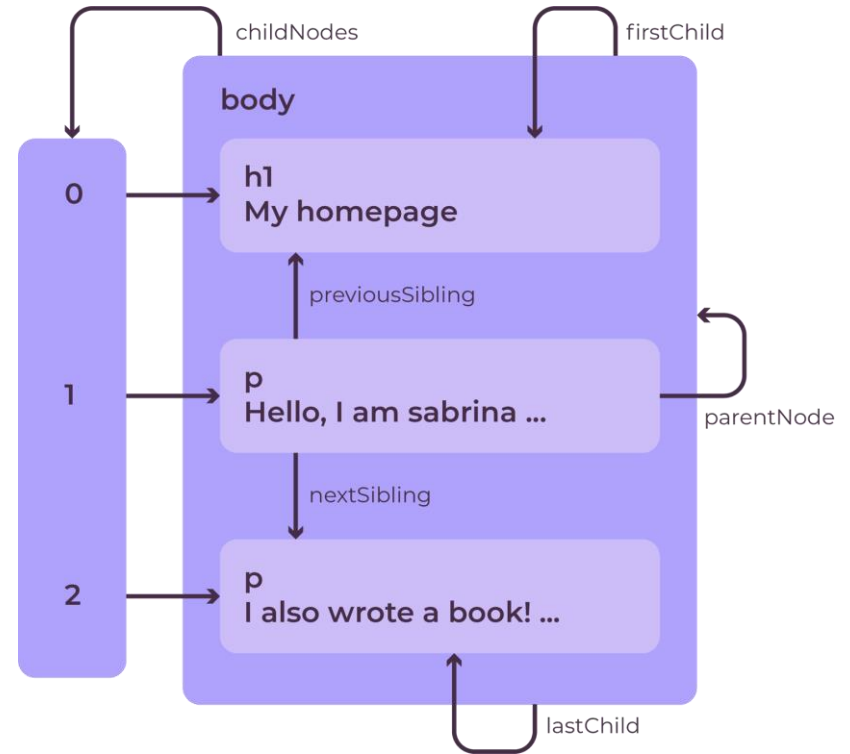 childNodes
firstChild
body
0
h1
My homepage
previousSibling
1
p
Hello, I am sabrina ...
parentNode
nextSibling
2
p
I also wrote a book! ...
lastChild